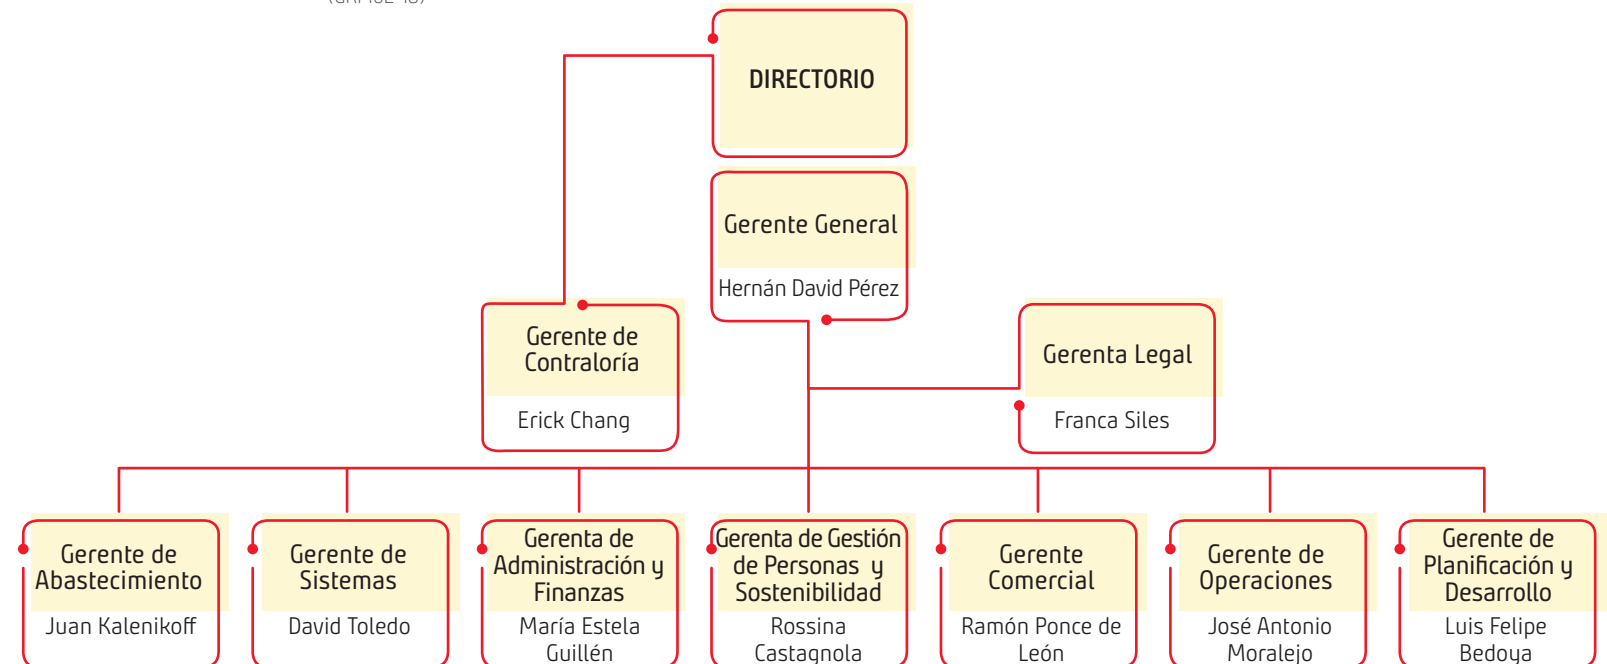 DIRECTORIO
Gerente General
Hernán David Pérez
Gerente de
Contraloría
Erick Chang
Gerenta Legal
Franca Siles
Gerente de
Abastecimiento
Juan Kalenikoff
Gerente de
Sistemas
David Toledo
Gerenta de
Administración y
Finanzas
María Estela
Guillén
Gerenta de Gestión
de Personas y
Sostenibilidad
Rossina
Castagnola
Gerente
Comercial
Ramón Ponce de
León
Gerente de
Operaciones
José Antonio
Moralejo
Gerente de
Planificación y
Desarrollo
Luis Felipe
Bedoya